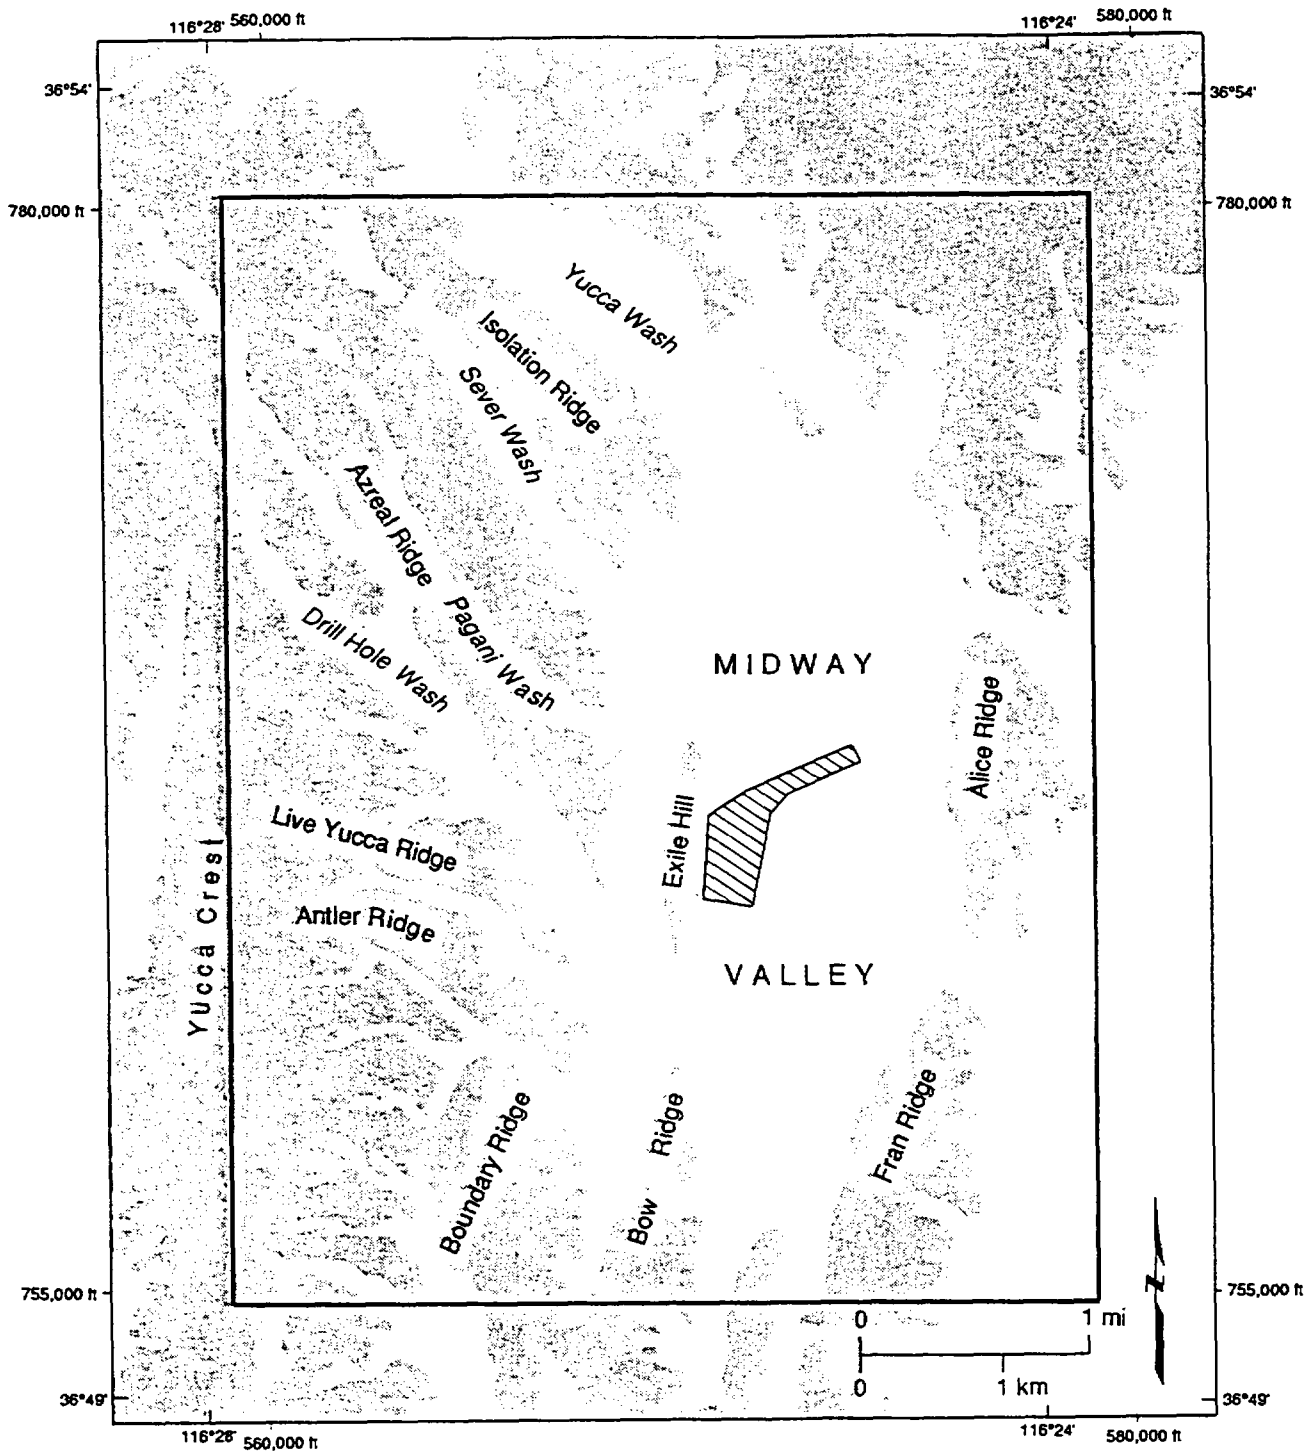 116°28' 560,000 ft
116°24' 580,000 ft
36°54'
36°54'
780,000 ft
780,000 ft
Yucca Wash
Isolation Ridge
Sever Wash
Azreal Ridge
Pagani Wash
Drill Hole Wash
MIDWAY
Alice Ridge
Exile Hill
Live Yucca Ridge
Yucca Crest
Antler Ridge
VALLEY
Boundary Ridge
Bow Ridge
Fran Ridge
N
755,000 ft
755,000 ft
0 1 mi
0 1 km
36°49'
36°49'
116°28' 560,000 ft
116°24' 580,000 ft